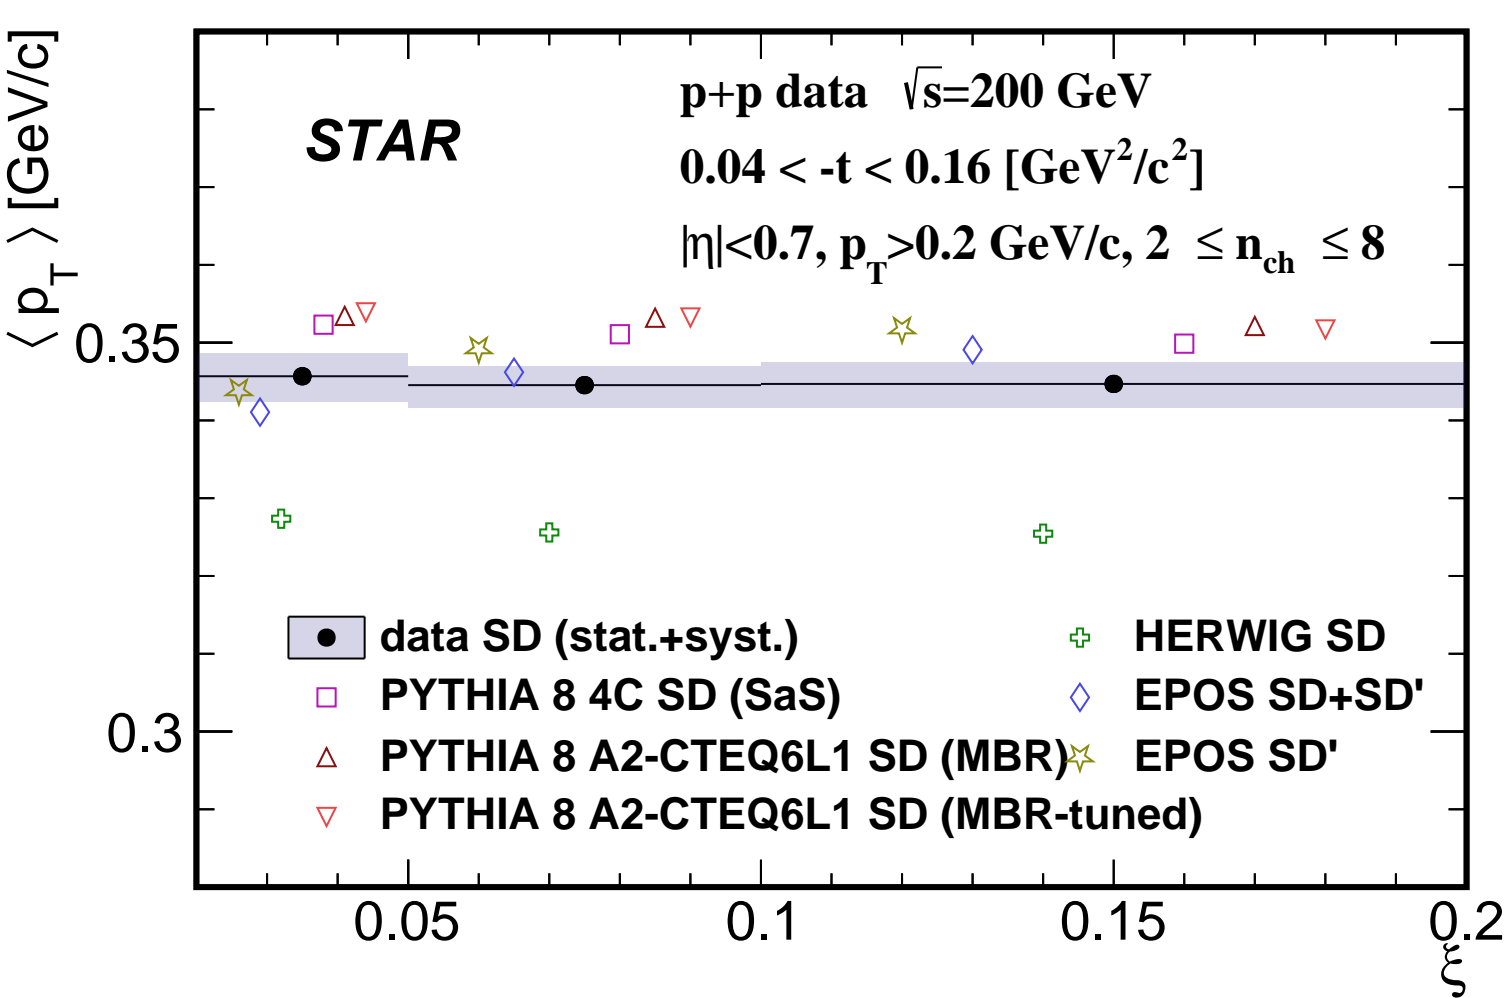 ⟨ p_T ⟩ [GeV/c]
STAR
p+p data √s=200 GeV
0.04 < -t < 0.16 [GeV²/c²]
|η|<0.7, p_T>0.2 GeV/c, 2 ≤ n_ch ≤ 8
0.35
0.3
data SD (stat.+syst.)
PYTHIA 8 4C SD (SaS)
PYTHIA 8 A2-CTEQ6L1 SD (MBR)
PYTHIA 8 A2-CTEQ6L1 SD (MBR-tuned)
HERWIG SD
EPOS SD+SD'
EPOS SD'
0.05
0.1
0.15
0.2
ξ